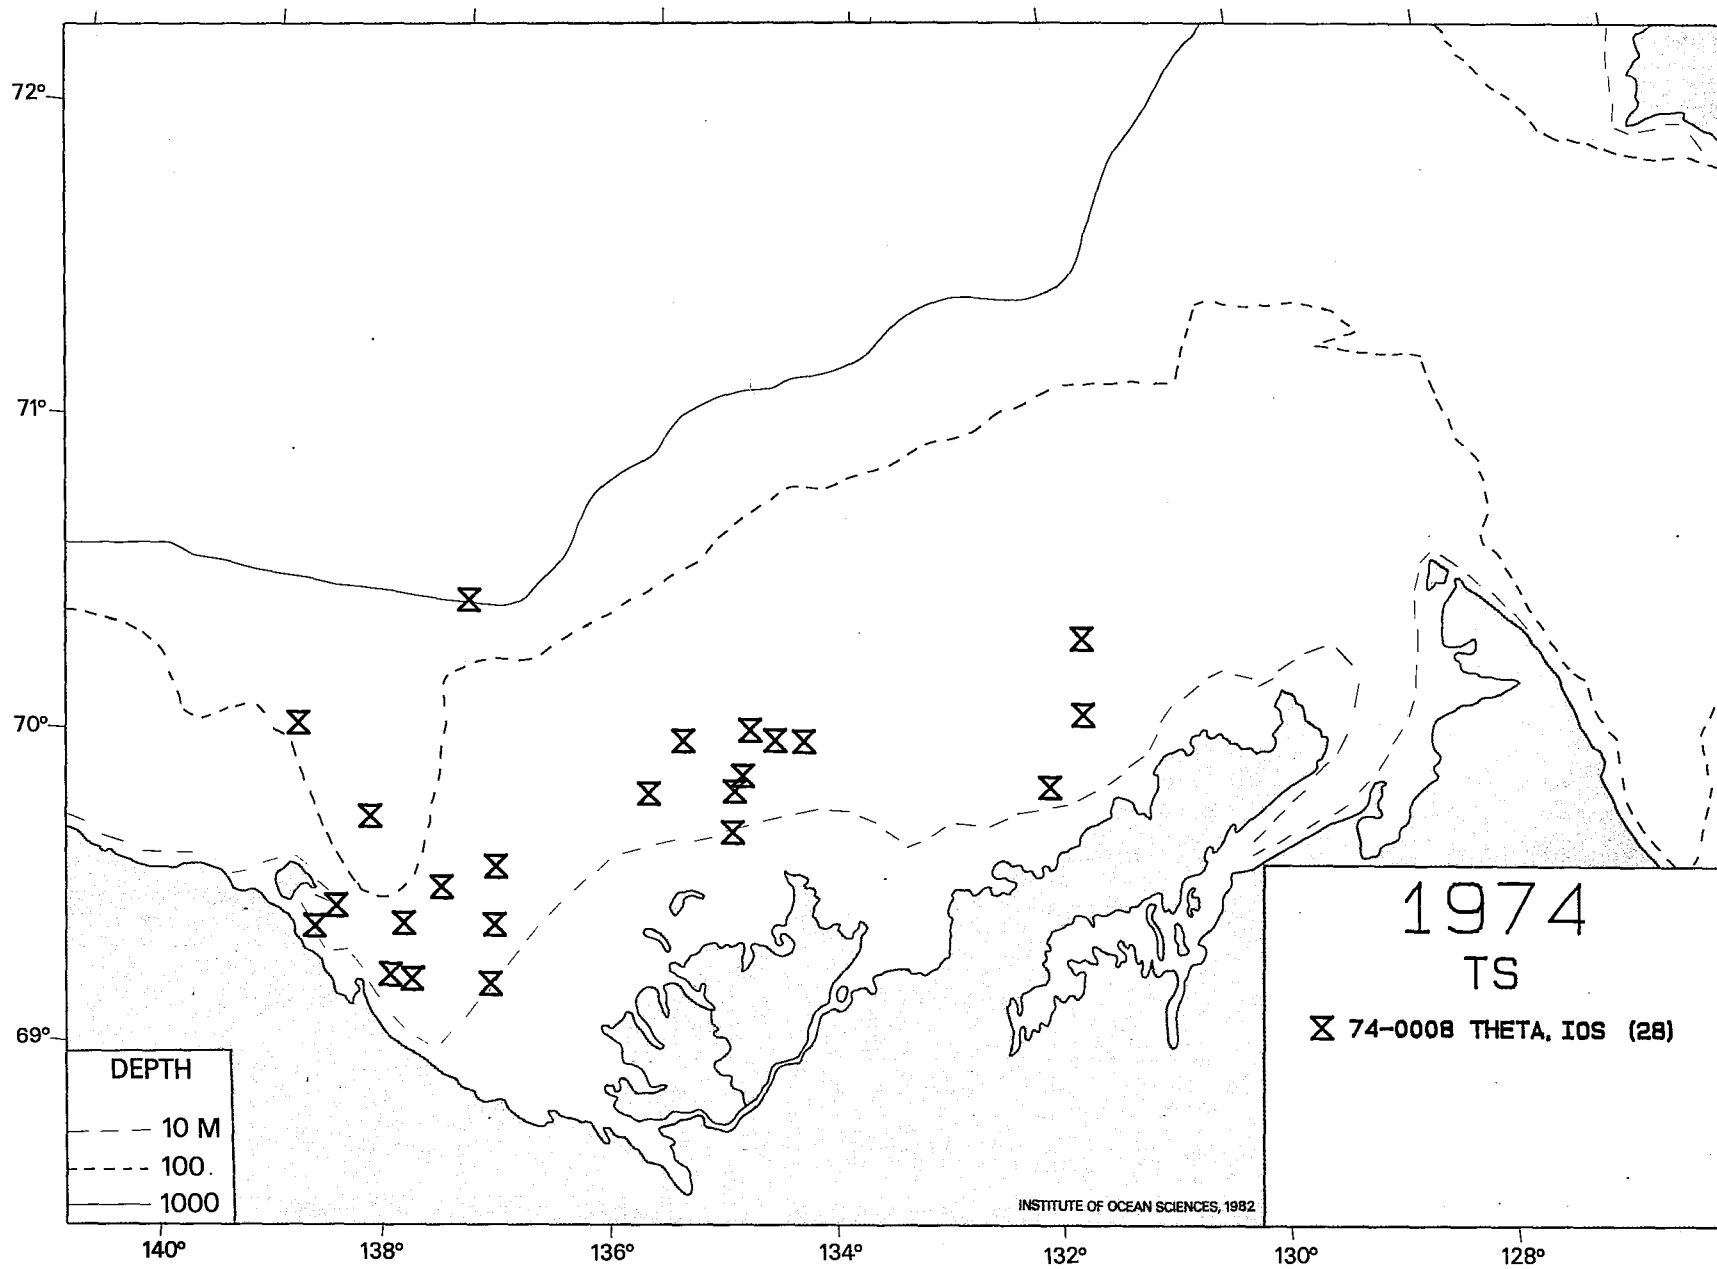 72°
71°
70°
69°
DEPTH
10 M
100
1000
1974
TS
74-0008 THETA, IOS (28)
INSTITUTE OF OCEAN SCIENCES, 1982
140° 138° 136° 134° 132° 130° 128°